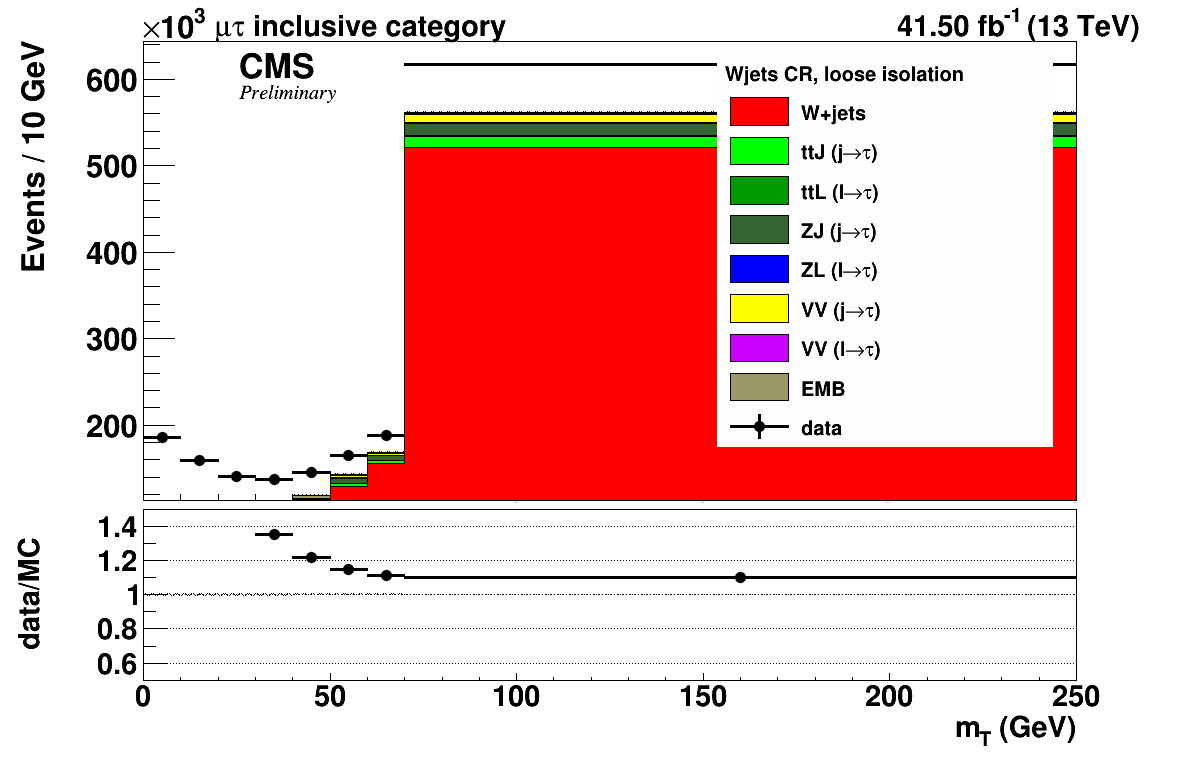 ×10³ μτ inclusive category
41.50 fb⁻¹ (13 TeV)
CMS
Preliminary
Events / 10 GeV
600
500
400
300
200
Wjets CR, loose isolation
W+jets
ttJ (j→τ)
ttL (l→τ)
ZJ (j→τ)
ZL (l→τ)
VV (j→τ)
VV (l→τ)
EMB
data
data/MC
1.4
1.2
1
0.8
0.6
0 50 100 150 200 250
m_T (GeV)